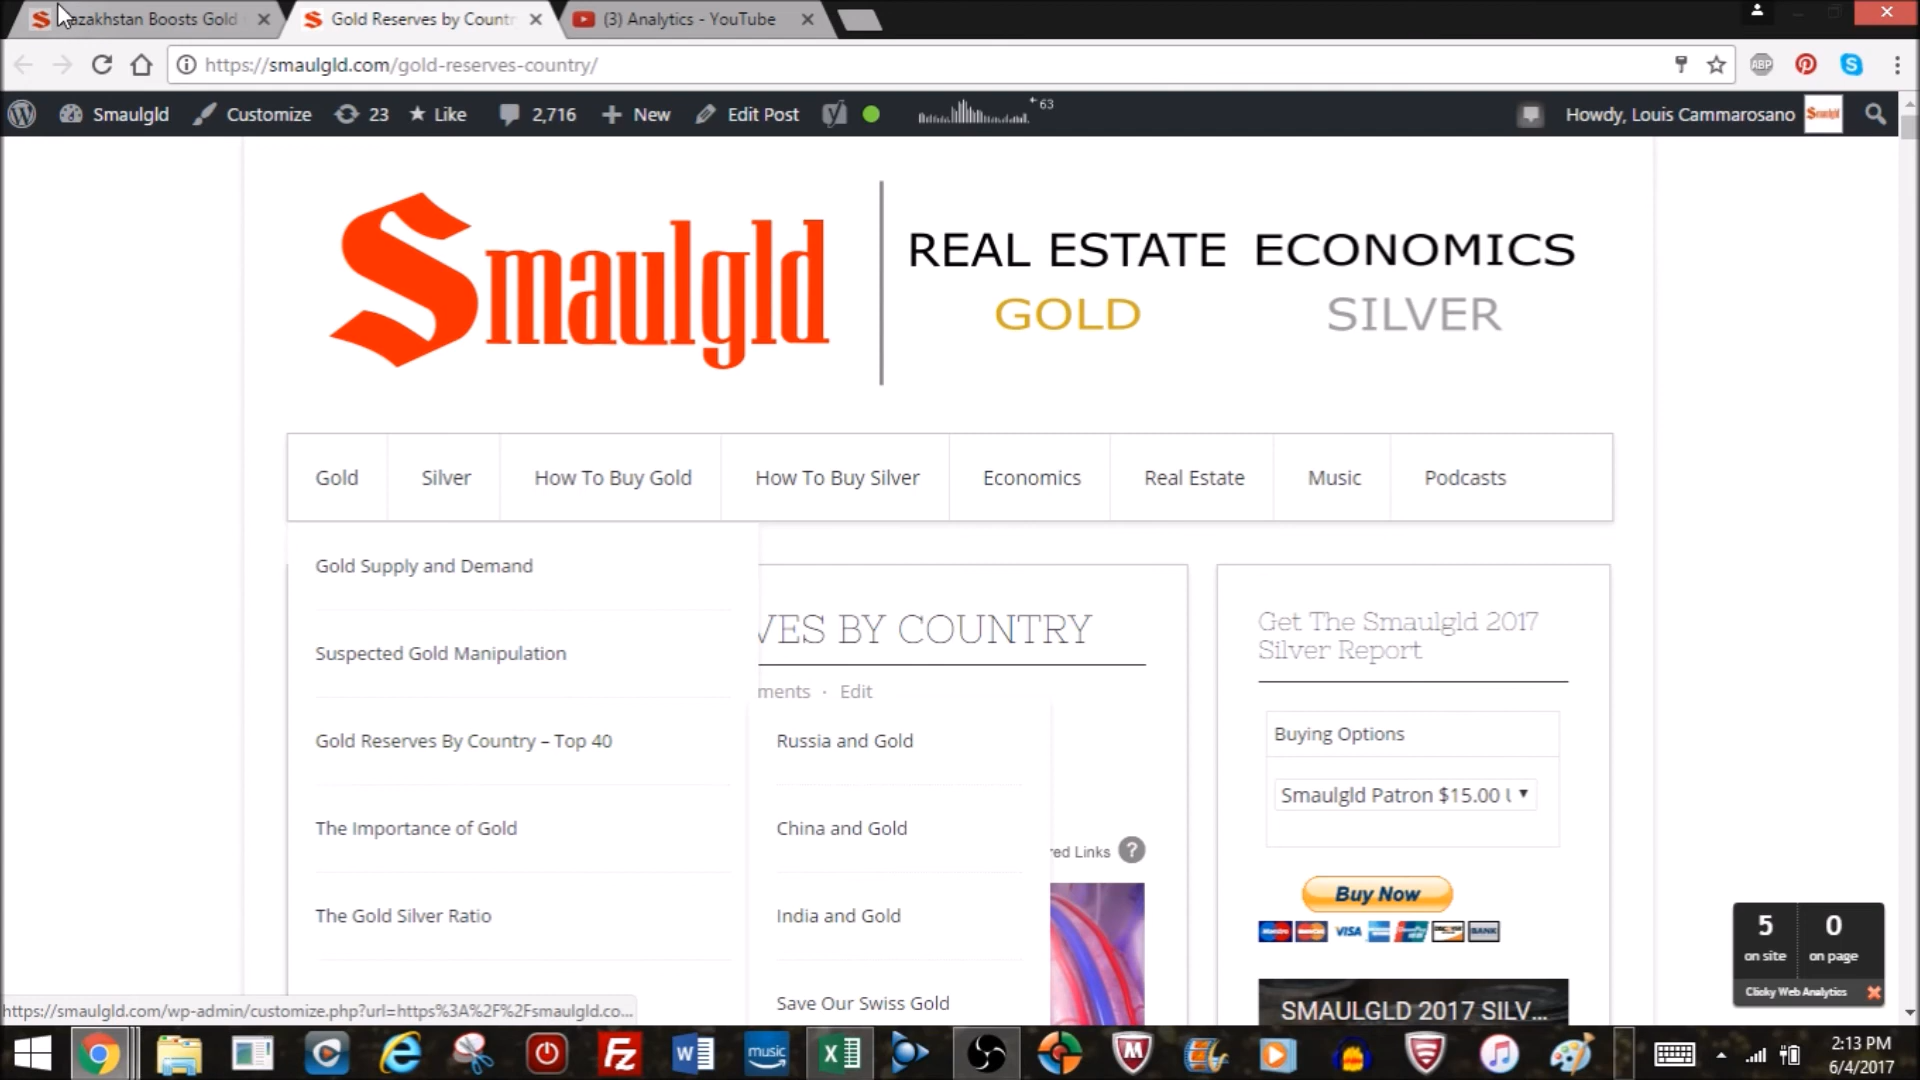 azakhstan Boosts Gold
Gold Reserves by Countr
(3) Analytics - YouTube
https://smaulgld.com/gold-reserves-country/
ABP
Smaulgld
Customize
23
Like
2,716
New
Edit Post
63
Howdy, Louis Cammarosano
Smaulgld
Smaulgld
REAL ESTATE ECONOMICS
GOLD SILVER
Gold
Silver
How To Buy Gold
How To Buy Silver
Economics
Real Estate
Music
Podcasts
Gold Supply and Demand
Suspected Gold Manipulation
Gold Reserves By Country – Top 40
The Importance of Gold
The Gold Silver Ratio
VES BY COUNTRY
ments · Edit
Russia and Gold
China and Gold
India and Gold
Save Our Swiss Gold
red Links ?
Get The Smaulgld 2017
Silver Report
Buying Options
Smaulgld Patron $15.00 U
Buy Now
Maestro
VISA
DISCOVER
BANK
SMAULGLD 2017 SILV...
5 0
on site on page
Clicky Web Analytics
https://smaulgld.com/wp-admin/customize.php?url=https%3A%2F%2Fsmaulgld.co...
Fz
W
music
X
M
2:13 PM
6/4/2017